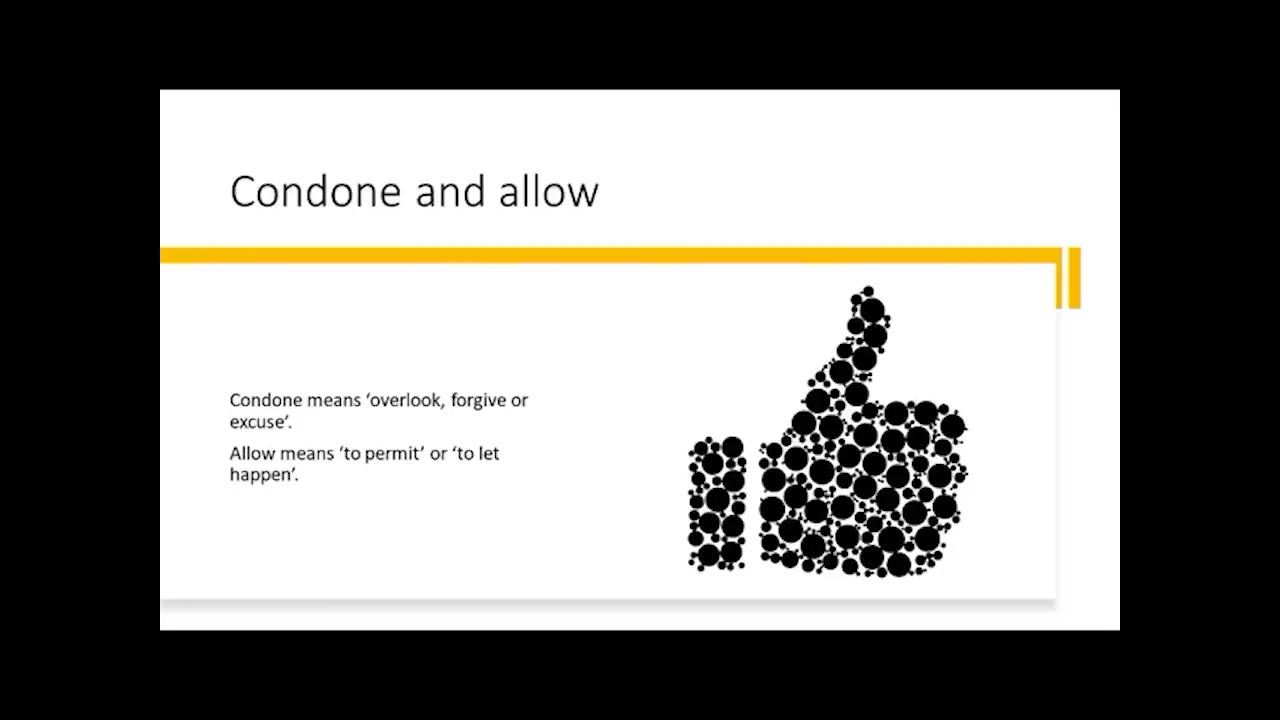 Condone and allow
Condone means ‘overlook, forgive or
excuse’.
Allow means ‘to permit’ or ‘to let
happen’.